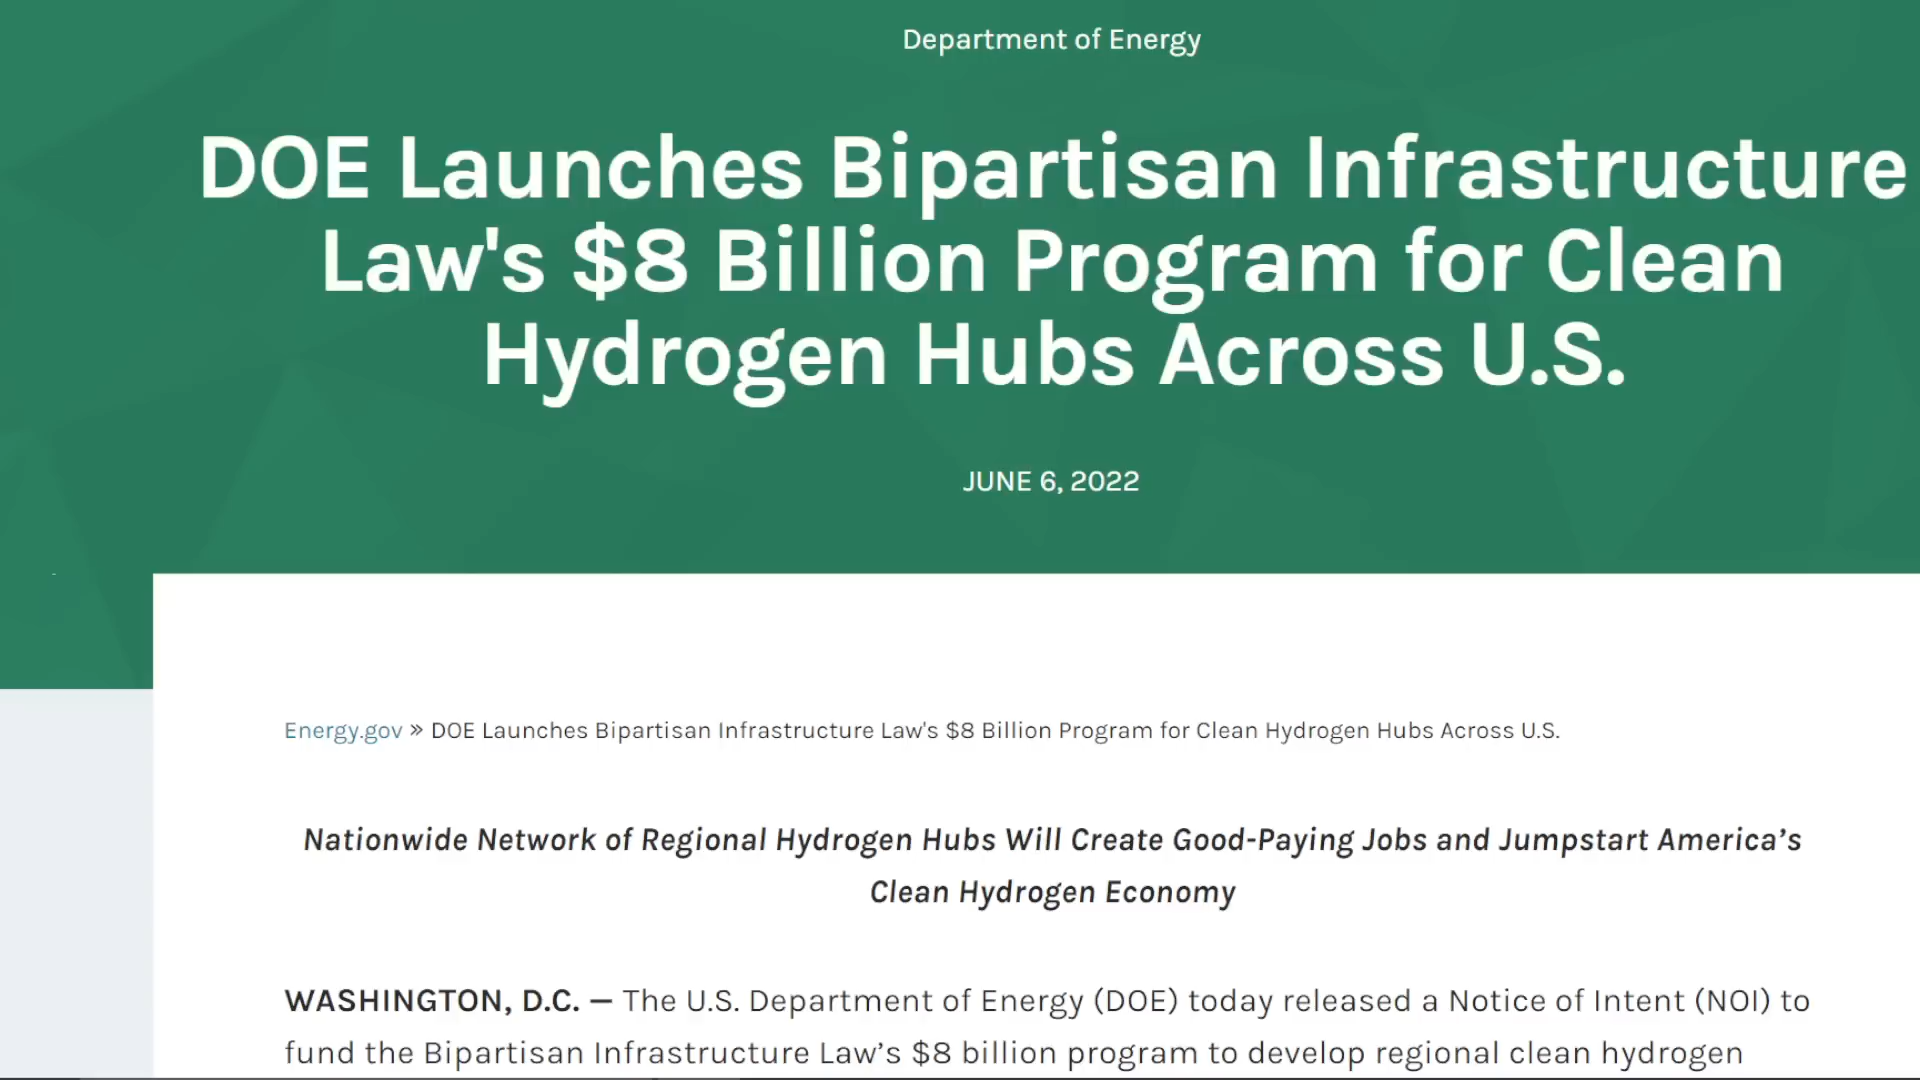 Department of Energy
DOE Launches Bipartisan Infrastructure
Law's $8 Billion Program for Clean
Hydrogen Hubs Across U.S.
JUNE 6, 2022
Energy.gov » DOE Launches Bipartisan Infrastructure Law's $8 Billion Program for Clean Hydrogen Hubs Across U.S.
Nationwide Network of Regional Hydrogen Hubs Will Create Good-Paying Jobs and Jumpstart America’s
Clean Hydrogen Economy
WASHINGTON, D.C. — The U.S. Department of Energy (DOE) today released a Notice of Intent (NOI) to
fund the Bipartisan Infrastructure Law’s $8 billion program to develop regional clean hydrogen